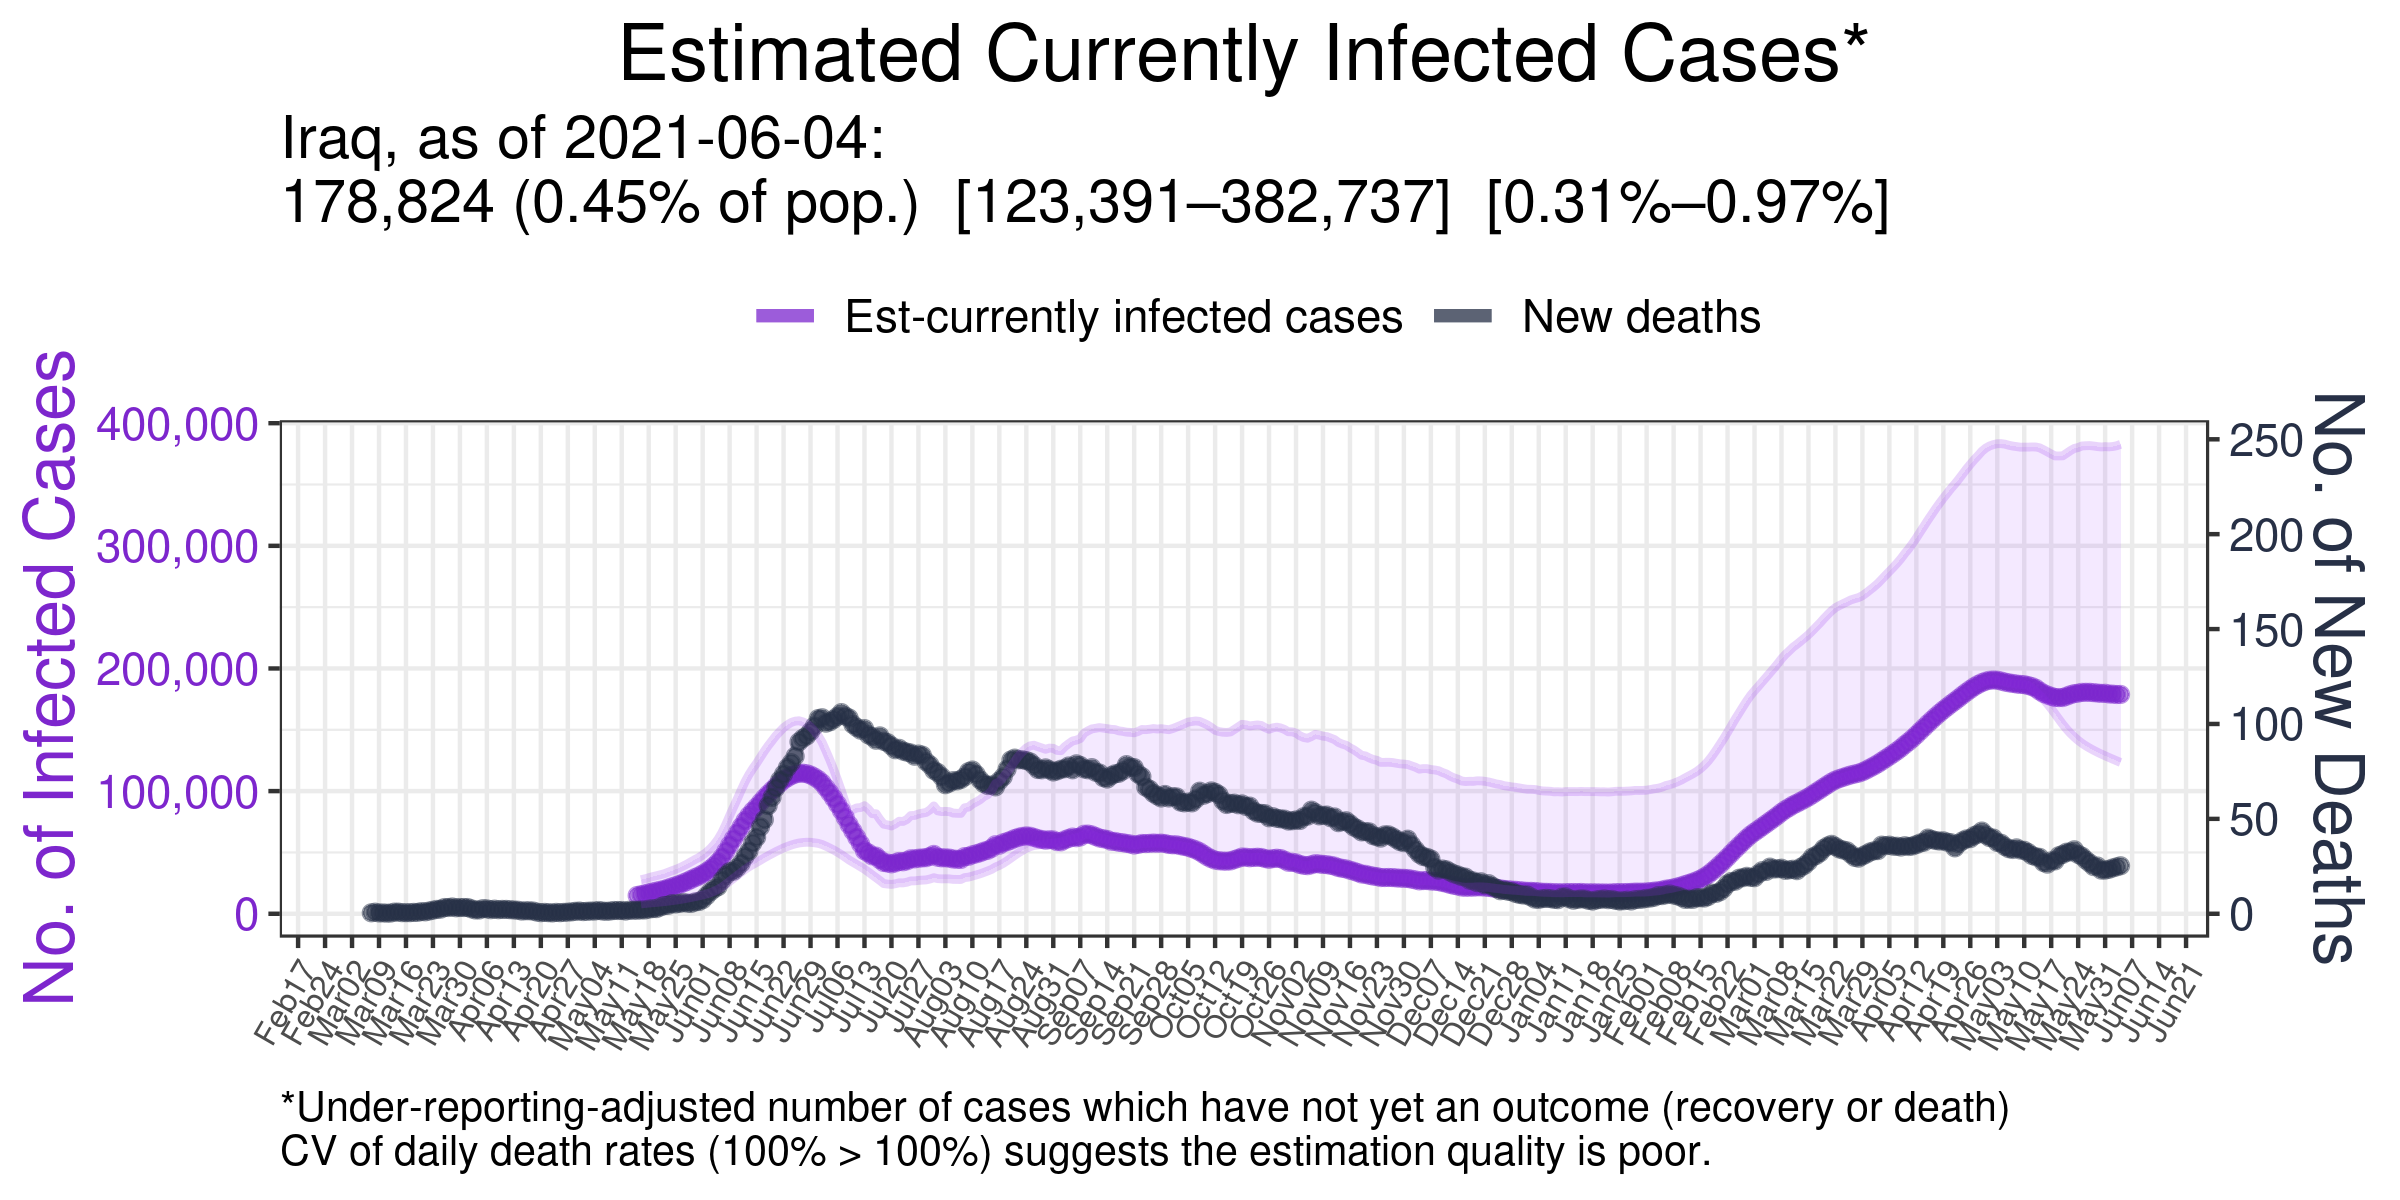 Estimated Currently Infected Cases*
Iraq, as of 2021-06-04:
178,824 (0.45% of pop.) [123,391–382,737] [0.31%–0.97%]
Est-currently infected cases New deaths
No. of Infected Cases
400,000
300,000
200,000
100,000
0
250
200
150
100
50
0
No. of New Deaths
Feb17 Feb24 Mar02 Mar09 Mar16 Mar23 Mar30 Apr06 Apr13 Apr20 Apr27 May04 May11 May18 May25 Jun01 Jun08 Jun15 Jun22 Jun29 Jul06 Jul13 Jul20 Jul27 Aug03 Aug10 Aug17 Aug24 Aug31 Sep07 Sep14 Sep21 Sep28 Oct05 Oct12 Oct19 Oct26 Nov02 Nov09 Nov16 Nov23 Nov30 Dec07 Dec14 Dec21 Dec28 Jan04 Jan11 Jan18 Jan25 Feb01 Feb08 Feb15 Feb22 Mar01 Mar08 Mar15 Mar22 Mar29 Apr05 Apr12 Apr19 Apr26 May03 May10 May17 May24 May31 Jun07 Jun14 Jun21
*Under-reporting-adjusted number of cases which have not yet an outcome (recovery or death)
CV of daily death rates (100% > 100%) suggests the estimation quality is poor.